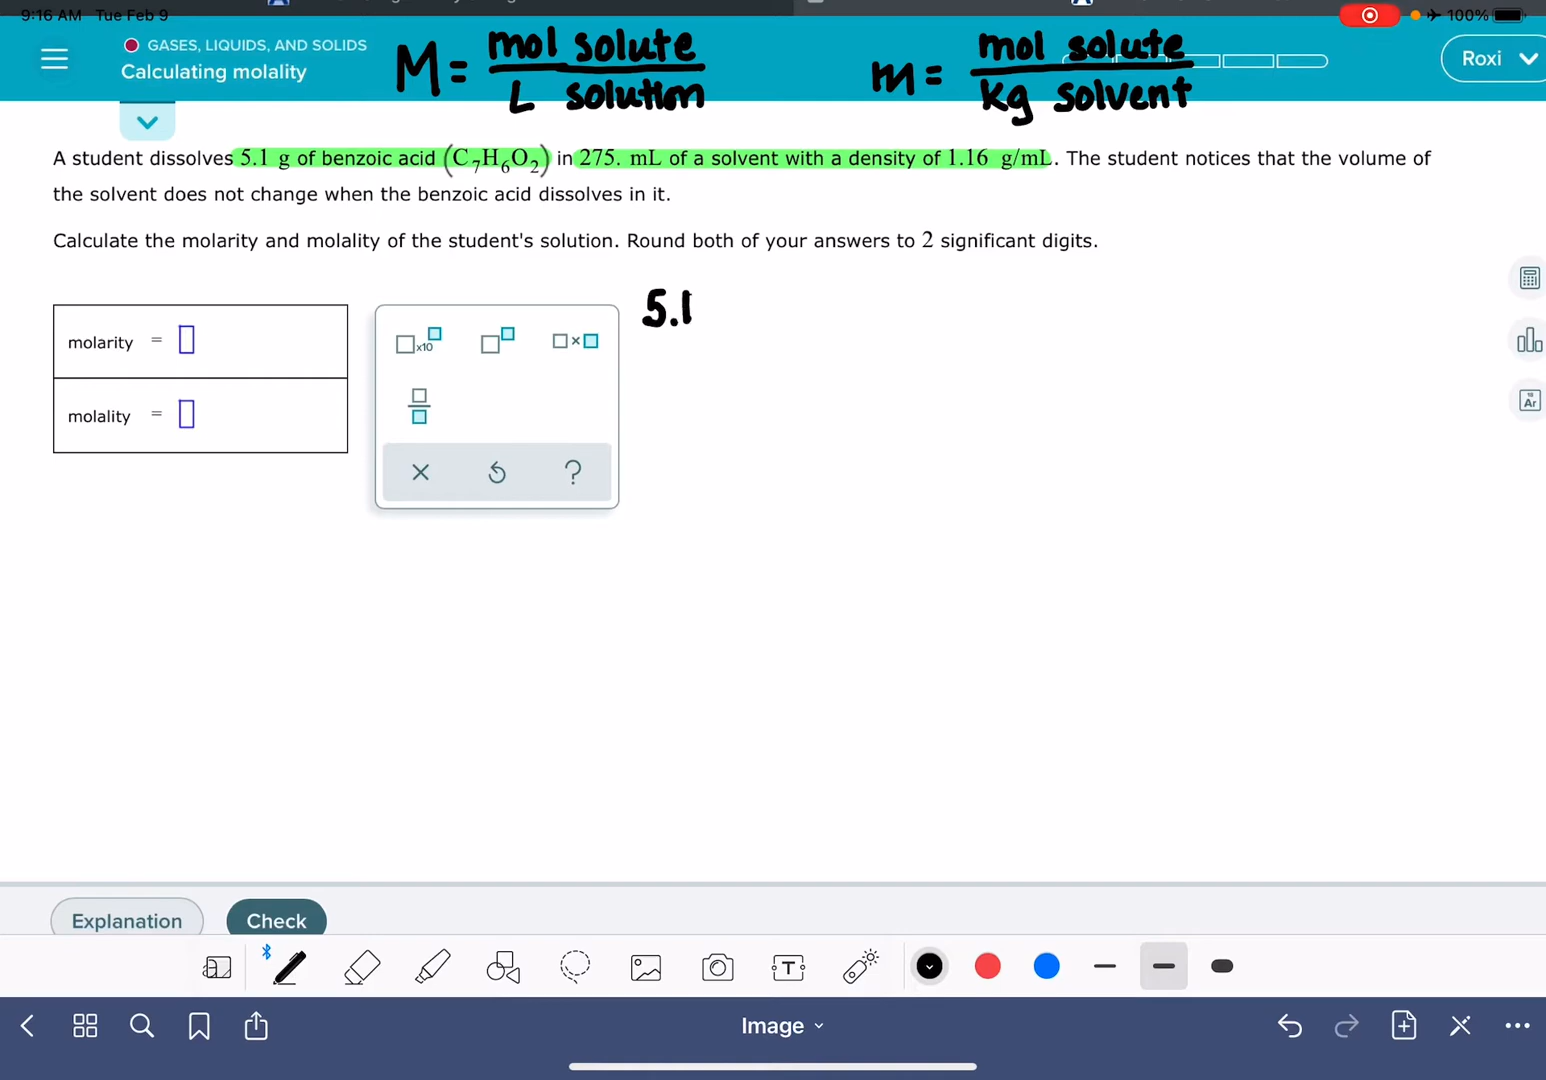 9:16 AM Tue Feb 9
100%
GASES, LIQUIDS, AND SOLIDS
Calculating molality
M = mol solute / L solution
m = mol solute / kg solvent
Roxi
A student dissolves 5.1 g of benzoic acid (C₇H₆O₂) in 275. mL of a solvent with a density of 1.16 g/mL. The student notices that the volume of
the solvent does not change when the benzoic acid dissolves in it.
Calculate the molarity and molality of the student's solution. Round both of your answers to 2 significant digits.
5.1
molarity =
molality =
x10
×
?
18
Ar
Explanation
Check
a
T
Image